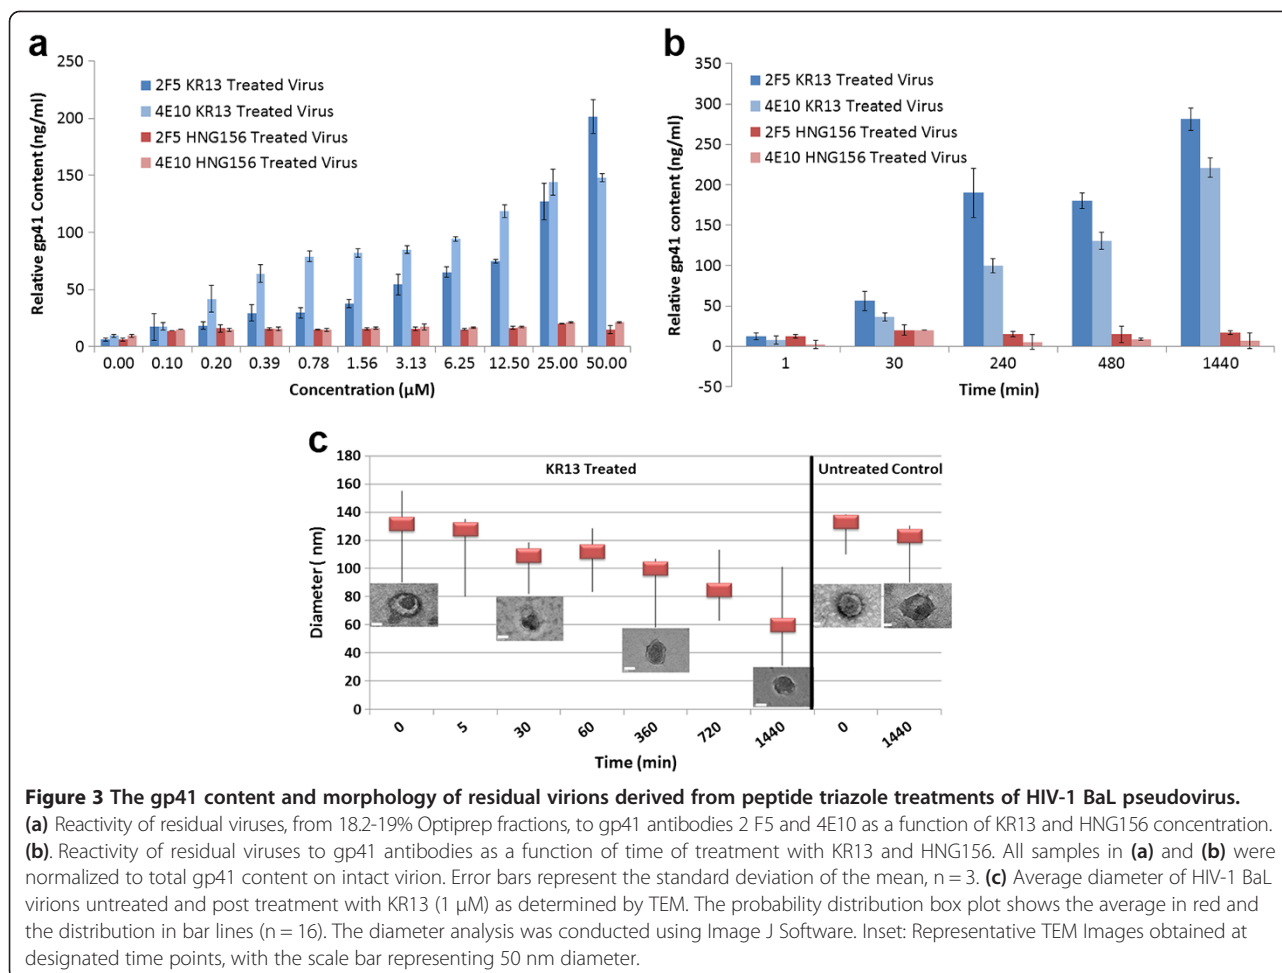 a
250
200
150
100
50
0
Relative gp41 Content (ng/ml)
2F5 KR13 Treated Virus
4E10 KR13 Treated Virus
2F5 HNG156 Treated Virus
4E10 HNG156 Treated Virus
0.00 0.10 0.20 0.39 0.78 1.56 3.13 6.25 12.50 25.00 50.00
Concentration (µM)
b
350
300
250
200
150
100
50
0
-50
Relative gp41 content (ng/ml)
2F5 KR13 Treated Virus
4E10 KR13 Treated Virus
2F5 HNG156 Treated Virus
4E10 HNG156 Treated Virus
1 30 240 480 1440
Time (min)
c
180
160
140
120
100
80
60
40
20
0
Diameter ( nm)
KR13 Treated
Untreated Control
0 5 30 60 360 720 1440 0 1440
Time (min)
Figure 3 The gp41 content and morphology of residual virions derived from peptide triazole treatments of HIV-1 BaL pseudovirus.
(a) Reactivity of residual viruses, from 18.2-19% Optiprep fractions, to gp41 antibodies 2 F5 and 4E10 as a function of KR13 and HNG156 concentration.
(b). Reactivity of residual viruses to gp41 antibodies as a function of time of treatment with KR13 and HNG156. All samples in (a) and (b) were
normalized to total gp41 content on intact virion. Error bars represent the standard deviation of the mean, n = 3. (c) Average diameter of HIV-1 BaL
virions untreated and post treatment with KR13 (1 μM) as determined by TEM. The probability distribution box plot shows the average in red and
the distribution in bar lines (n = 16). The diameter analysis was conducted using Image J Software. Inset: Representative TEM Images obtained at
designated time points, with the scale bar representing 50 nm diameter.